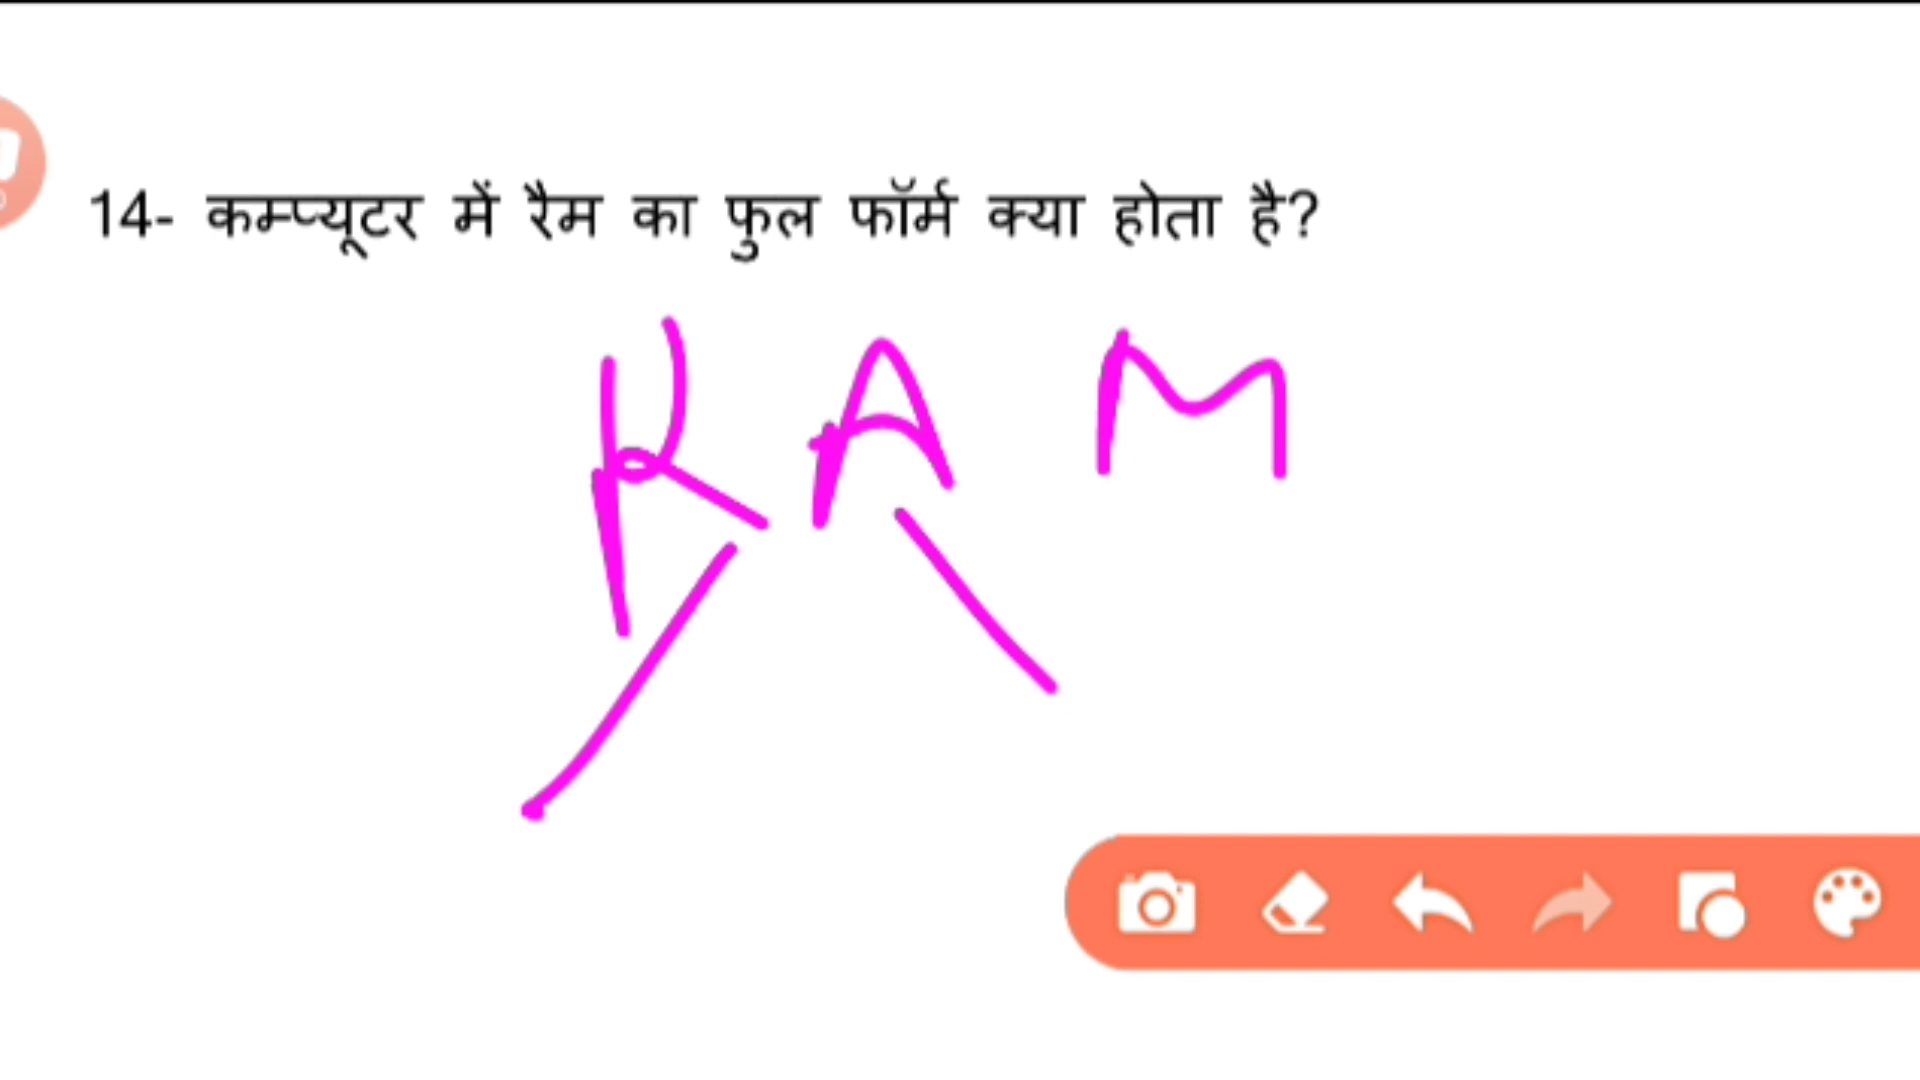 14- कम्प्यूटर में रैम का फुल फॉर्म क्या होता है?
RAM